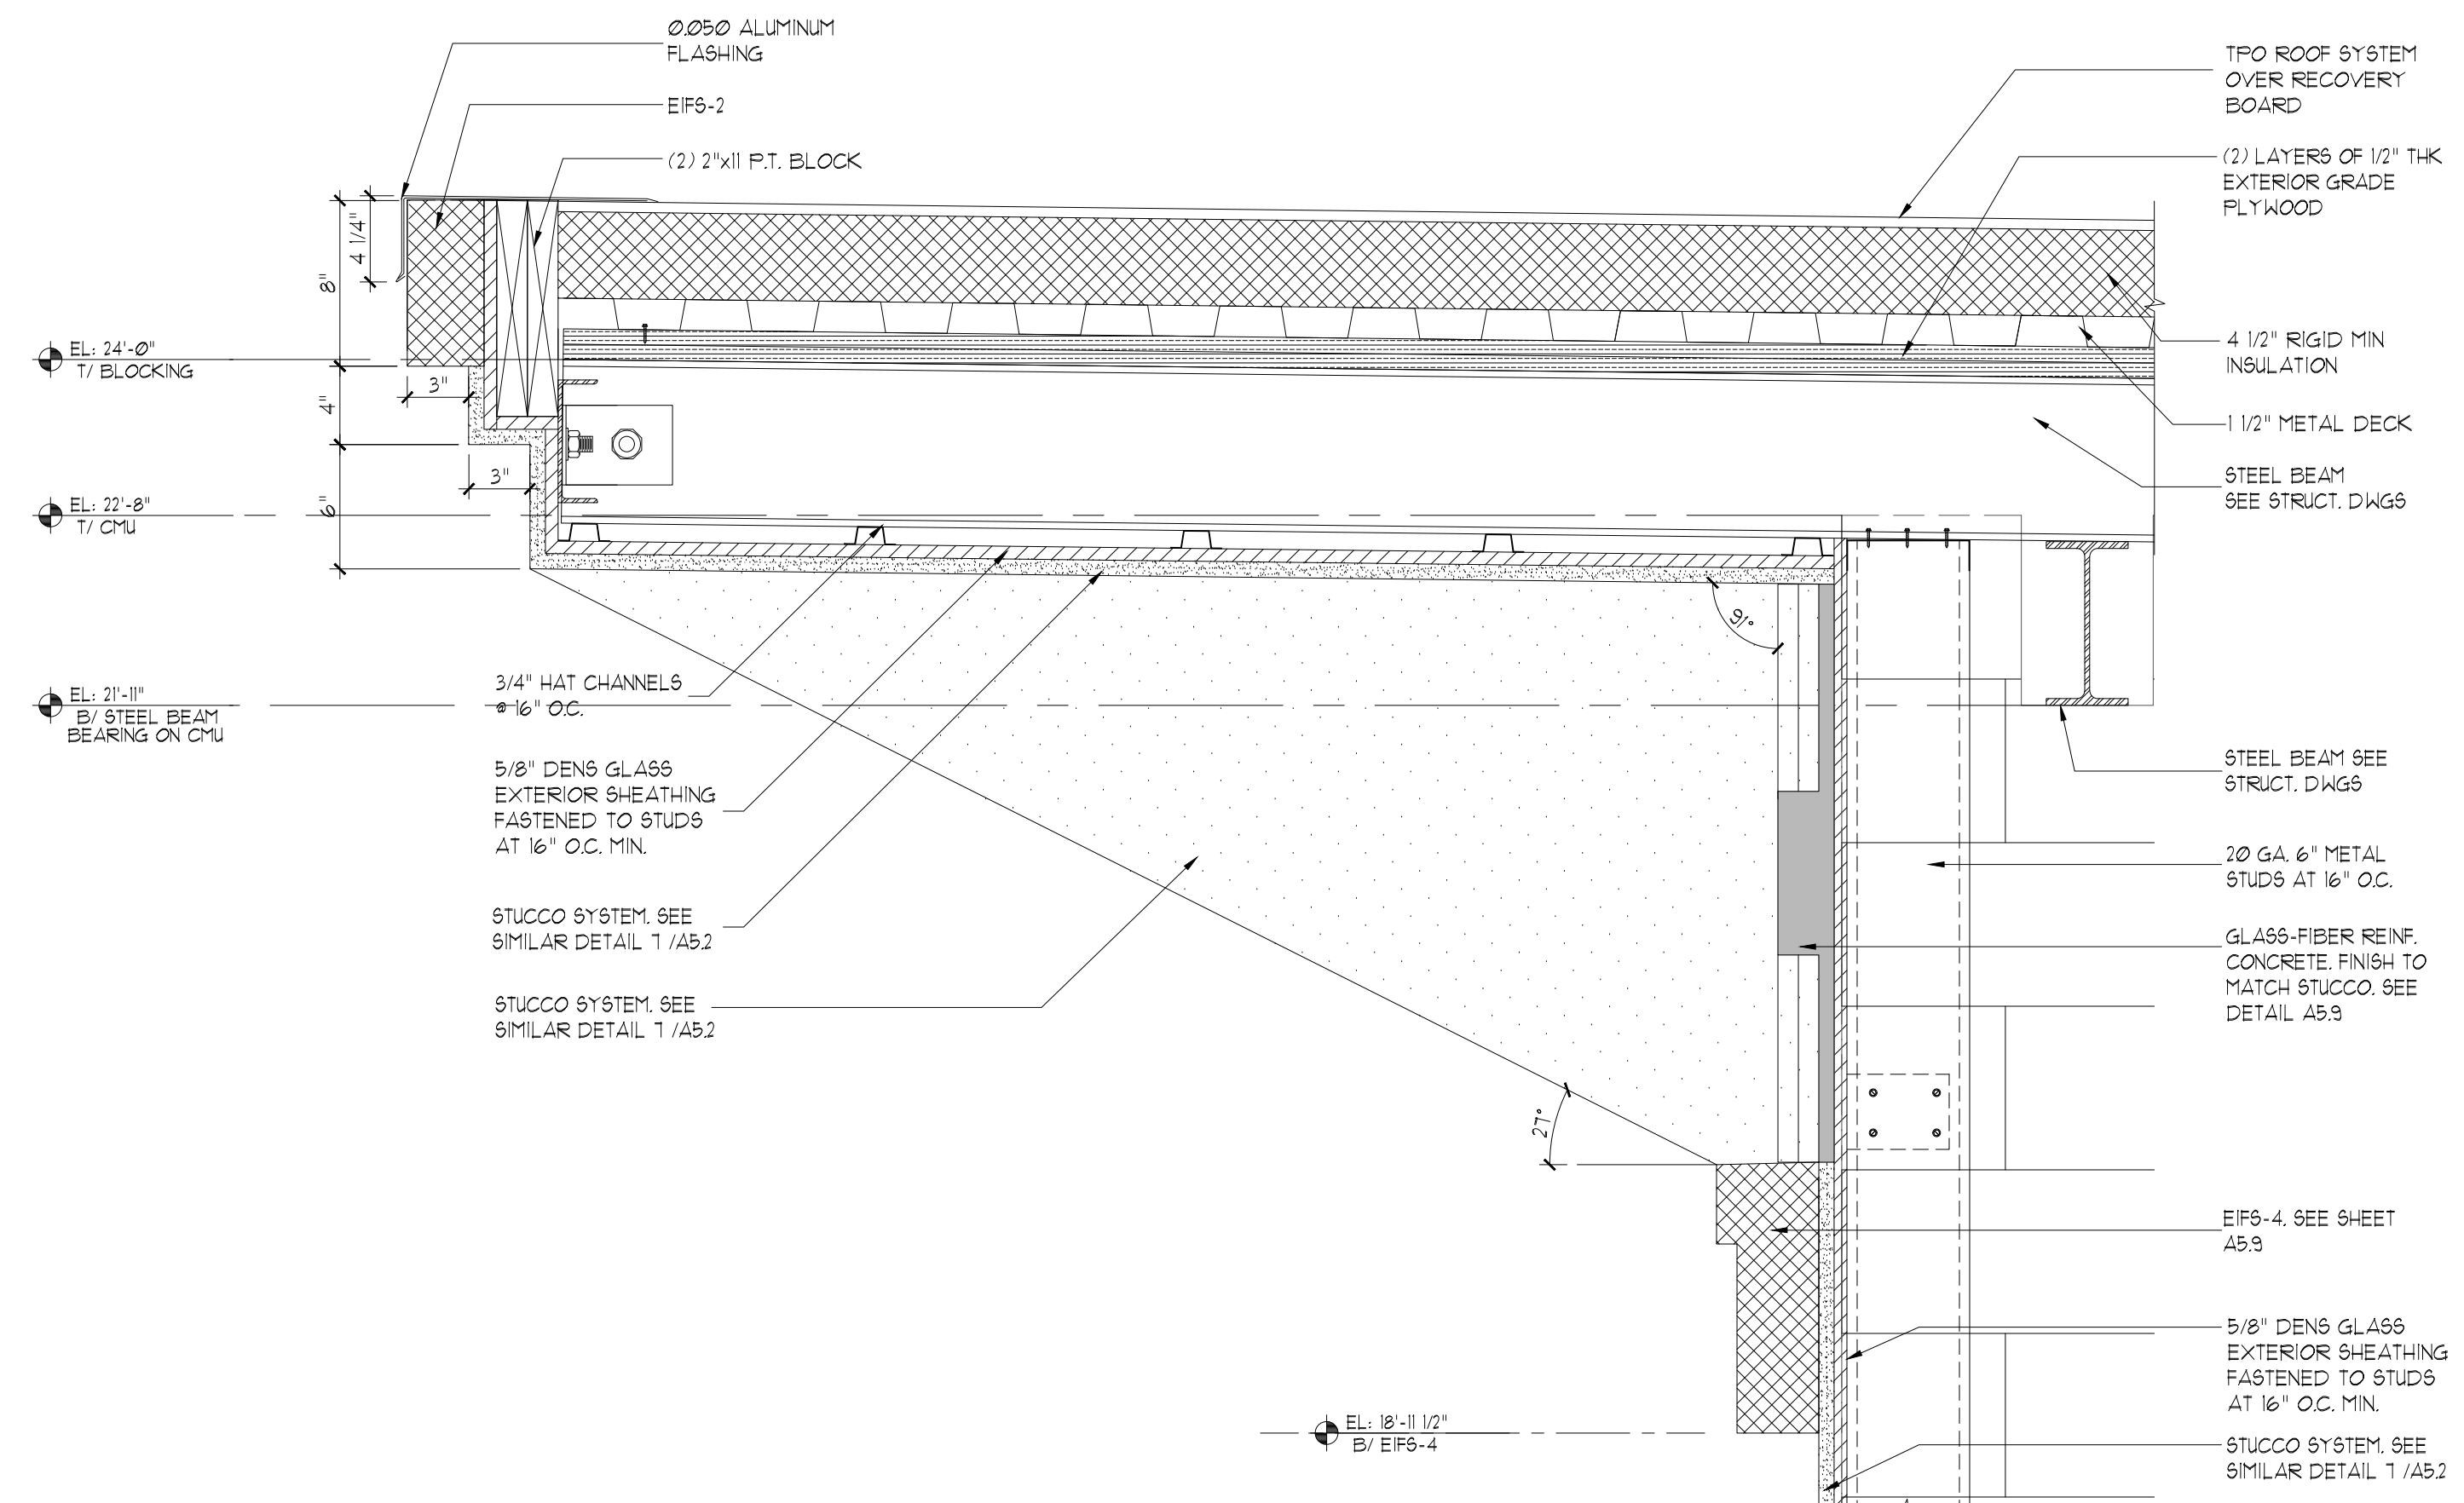 0.050 ALUMINUM
FLASHING
EIFS-2
(2) 2"x11 P.T. BLOCK
4 1/4"
8"
4"
6"
3"
3"
EL: 24'-0"
T/ BLOCKING
EL: 22'-8"
T/ CMU
EL: 21'-11"
B/ STEEL BEAM
BEARING ON CMU
3/4" HAT CHANNELS
@ 16" O.C.
5/8" DENS GLASS
EXTERIOR SHEATHING
FASTENED TO STUDS
AT 16" O.C. MIN.
STUCCO SYSTEM. SEE
SIMILAR DETAIL 7 /A5.2
STUCCO SYSTEM. SEE
SIMILAR DETAIL 7 /A5.2
91°
27°
EL: 18'-11 1/2"
B/ EIFS-4
TPO ROOF SYSTEM
OVER RECOVERY
BOARD
(2) LAYERS OF 1/2" THK
EXTERIOR GRADE
PLYWOOD
4 1/2" RIGID MIN
INSULATION
1 1/2" METAL DECK
STEEL BEAM
SEE STRUCT. DWGS
STEEL BEAM SEE
STRUCT. DWGS
20 GA. 6" METAL
STUDS AT 16" O.C.
GLASS-FIBER REINF.
CONCRETE. FINISH TO
MATCH STUCCO. SEE
DETAIL A5.9
EIFS-4. SEE SHEET
A5.9
5/8" DENS GLASS
EXTERIOR SHEATHING
FASTENED TO STUDS
AT 16" O.C. MIN.
STUCCO SYSTEM. SEE
SIMILAR DETAIL 7 /A5.2